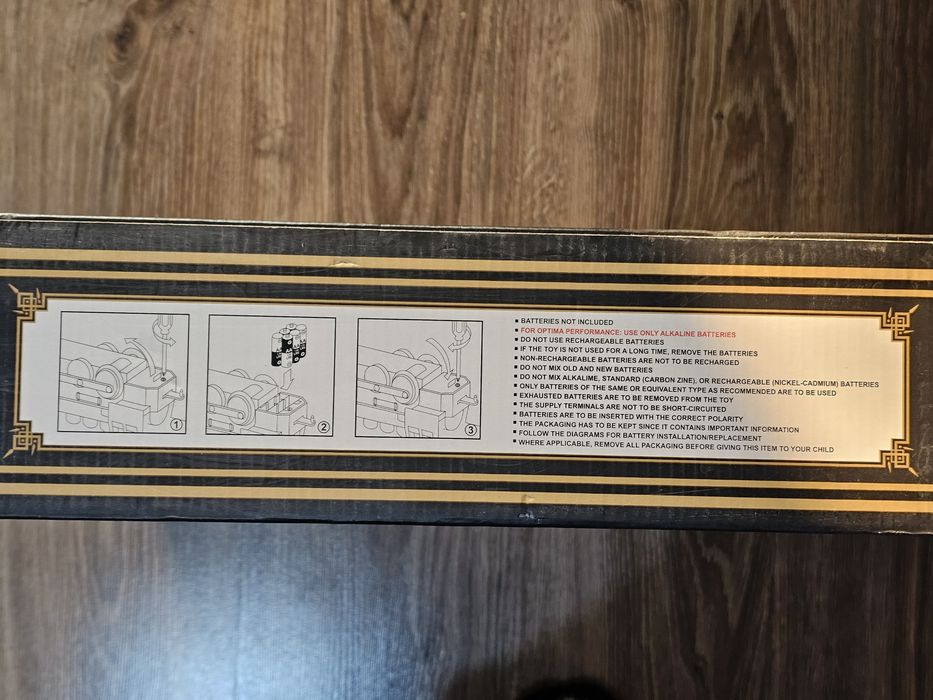 1
2
3
▪ BATTERIES NOT INCLUDED
▪ FOR OPTIMA PERFORMANCE: USE ONLY ALKALINE BATTERIES
▪ DO NOT USE RECHARGEABLE BATTERIES
▪ IF THE TOY IS NOT USED FOR A LONG TIME, REMOVE THE BATTERIES
▪ NON-RECHARGEABLE BATTERIES ARE NOT TO BE RECHARGED
▪ DO NOT MIX OLD AND NEW BATTERIES
▪ DO NOT MIX ALKALIME, STANDARD (CARBON ZINE), OR RECHARGEABLE (NICKEL-CADMIUM) BATTERIES
▪ ONLY BATTERIES OF THE SAME OR EQUIVALENT TYPE AS RECOMMENDED ARE TO BE USED
▪ EXHAUSTED BATTERIES ARE TO BE REMOVED FROM THE TOY
▪ THE SUPPLY TERMINALS ARE NOT TO BE SHORT-CIRCUITED
▪ BATTERIES ARE TO BE INSERTED WITH THE CORRECT POLARITY
▪ THE PACKAGING HAS TO BE KEPT SINCE IT CONTAINS IMPORTANT INFORMATION
▪ FOLLOW THE DIAGRAMS FOR BATTERY INSTALLATION/REPLACEMENT
▪ WHERE APPLICABLE, REMOVE ALL PACKAGING BEFORE GIVING THIS ITEM TO YOUR CHILD